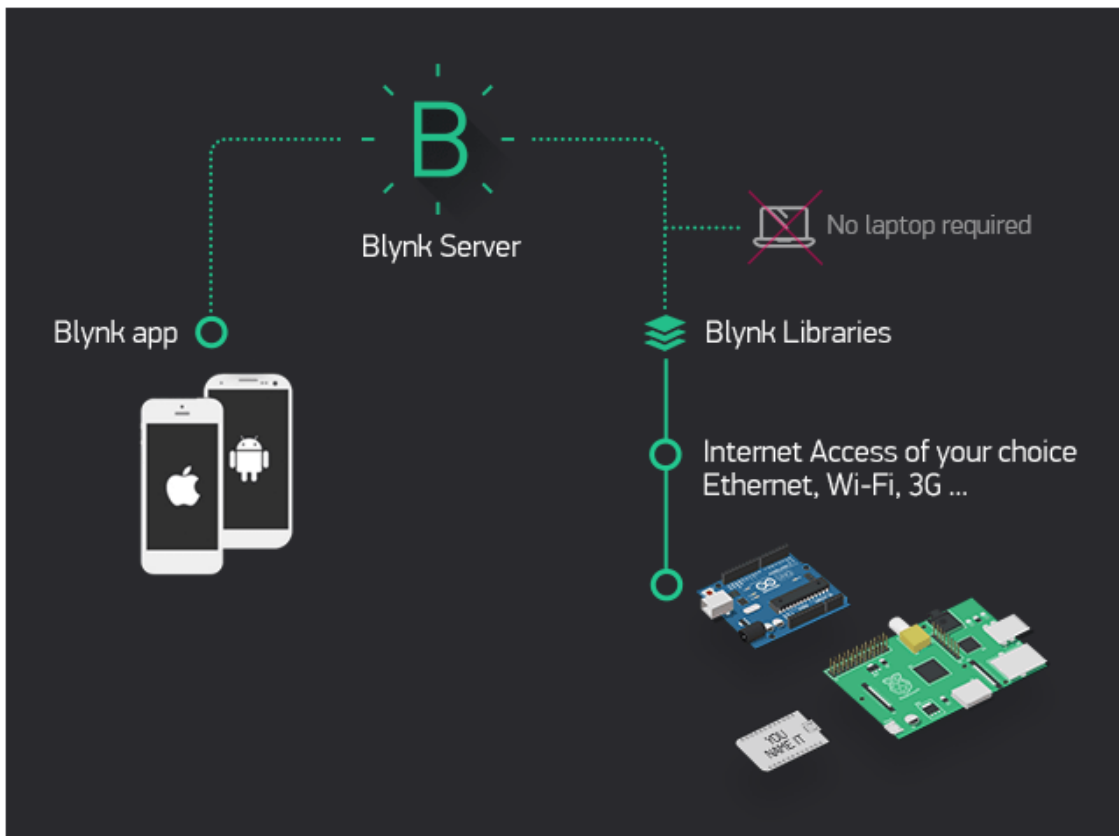 B
Blynk Server
No laptop required
Blynk app
Blynk Libraries
Internet Access of your choice
Ethernet, Wi-Fi, 3G ...
YOU
NAME IT